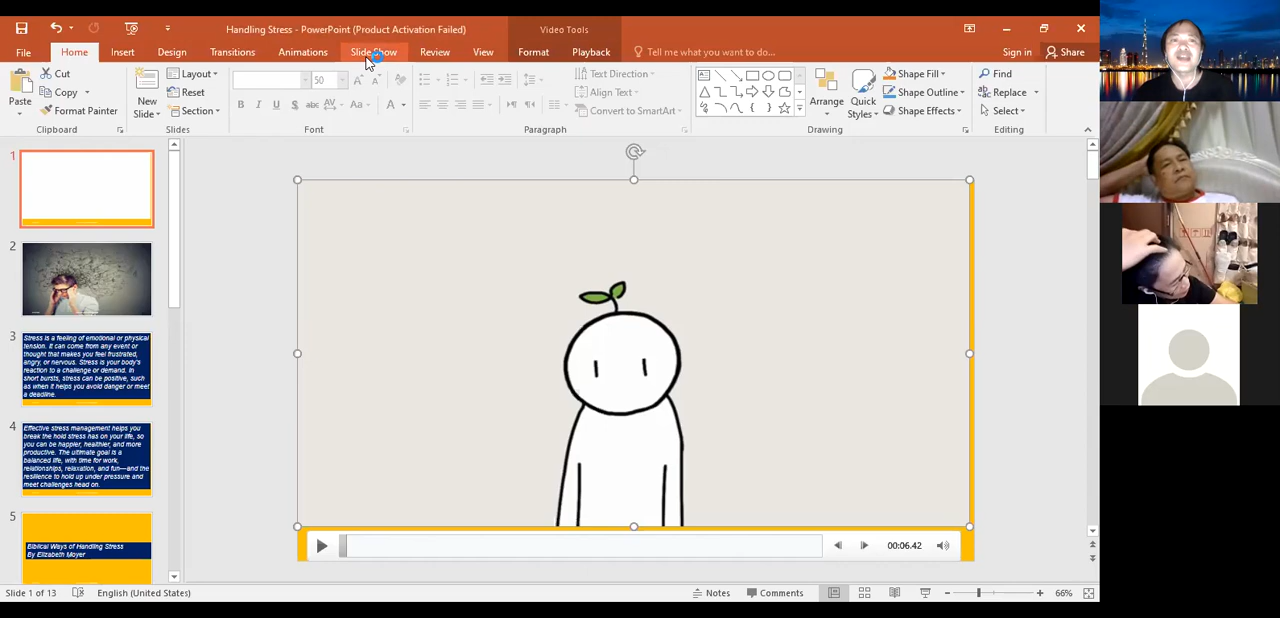 Handling Stress - PowerPoint (Product Activation Failed)
Video Tools
File
Home
Insert
Design
Transitions
Animations
Slide Show
Review
View
Format
Playback
Tell me what you want to do...
Sign in
Share
Paste
Cut
Copy
Format Painter
Clipboard
New
Slide
Layout
Reset
Section
Slides
50
B I U S abc AV Aa A
Font
Text Direction
Align Text
Convert to SmartArt
Paragraph
Arrange
Quick
Styles
Shape Fill
Shape Outline
Shape Effects
Drawing
Find
Replace
Select
Editing
1
2
3
Stress is a feeling of emotional or physical
tension. It can come from any event or
thought that makes you feel frustrated,
angry, or nervous. Stress is your body's
reaction to a challenge or demand. In
short bursts, stress can be positive, such
as when it helps you avoid danger or meet
a deadline.
4
Effective stress management helps you
break the hold stress has on your life, so
you can be happier, healthier, and more
productive. The ultimate goal is a
balanced life, with time for work,
relationships, relaxation, and fun—and the
resilience to hold up under pressure and
meet challenges head on.
5
Biblical Ways of Handling Stress
By Elizabeth Moyer
00:06.42
Slide 1 of 13
English (United States)
Notes
Comments
66%